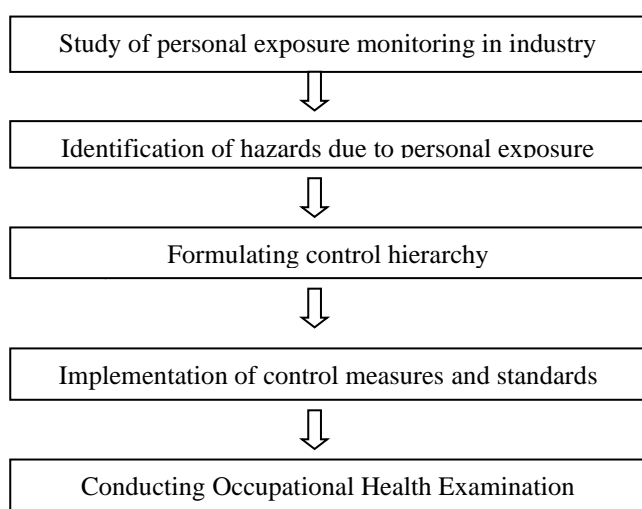 Study of personal exposure monitoring in industry
Identification of hazards due to personal exposure
Formulating control hierarchy
Implementation of control measures and standards
Conducting Occupational Health Examination